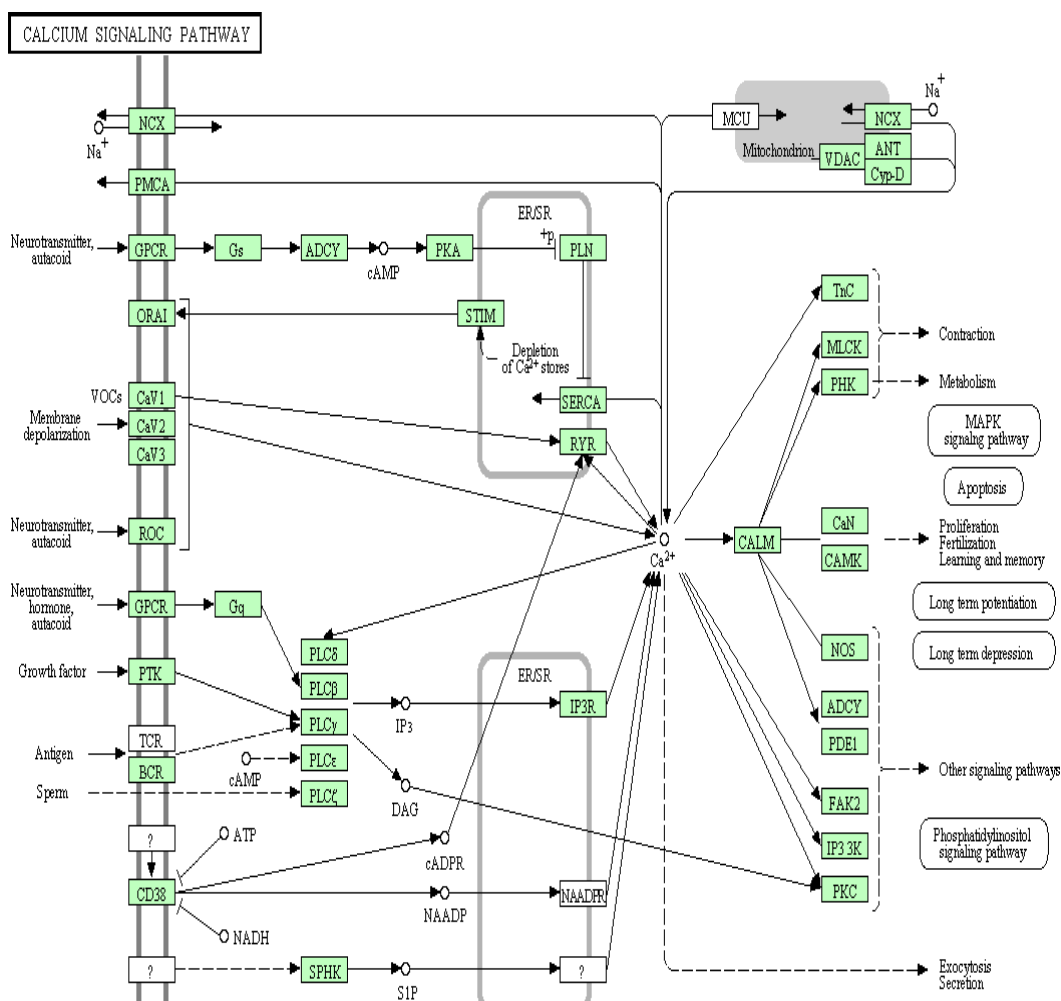 CALCIUM SIGNALING PATHWAY
Na+
NCX
MCU
Na+
NCX
Mitochondrion
VDAC
ANT
Cyp-D
PMCA
ER/SR
Neurotransmitter,
autacoid
GPCR
Gs
ADCY
cAMP
PKA
+p
PLN
ORAI
STIM
Depletion
of Ca2+ stores
TnC
Contraction
MLCK
PHK
Metabolism
VOCs
CaV1
CaV2
CaV3
Membrane
depolarization
SERCA
RYR
MAPK
signaling pathway
Apoptosis
Neurotransmitter,
autacoid
ROC
Ca2+
CALM
CaN
CAMK
Proliferation
Fertilization
Learning and memory
Neurotransmitter,
hormone,
autacoid
GPCR
Gq
Long term potentiation
Long term depression
PLCδ
PLCβ
PLCγ
PLCε
PLCζ
NOS
Growth factor
PTK
ER/SR
IP3
IP3R
ADCY
PDE1
Antigen
TCR
BCR
cAMP
Sperm
DAG
Other signaling pathways
FAK2
IP3 3K
PKC
Phosphatidylinositol
signaling pathway
?
ATP
cADPR
CD38
NAADP
NAADPR
NADH
?
SPHK
S1P
?
Exocytosis
Secretion